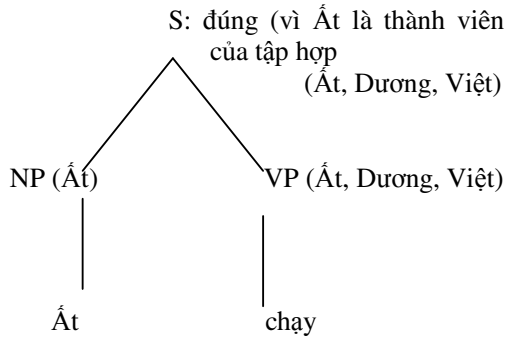 S: đúng (vì Ất là thành viên
của tập hợp
(Ất, Dương, Việt)
NP (Ất) VP (Ất, Dương, Việt)
Ất chạy